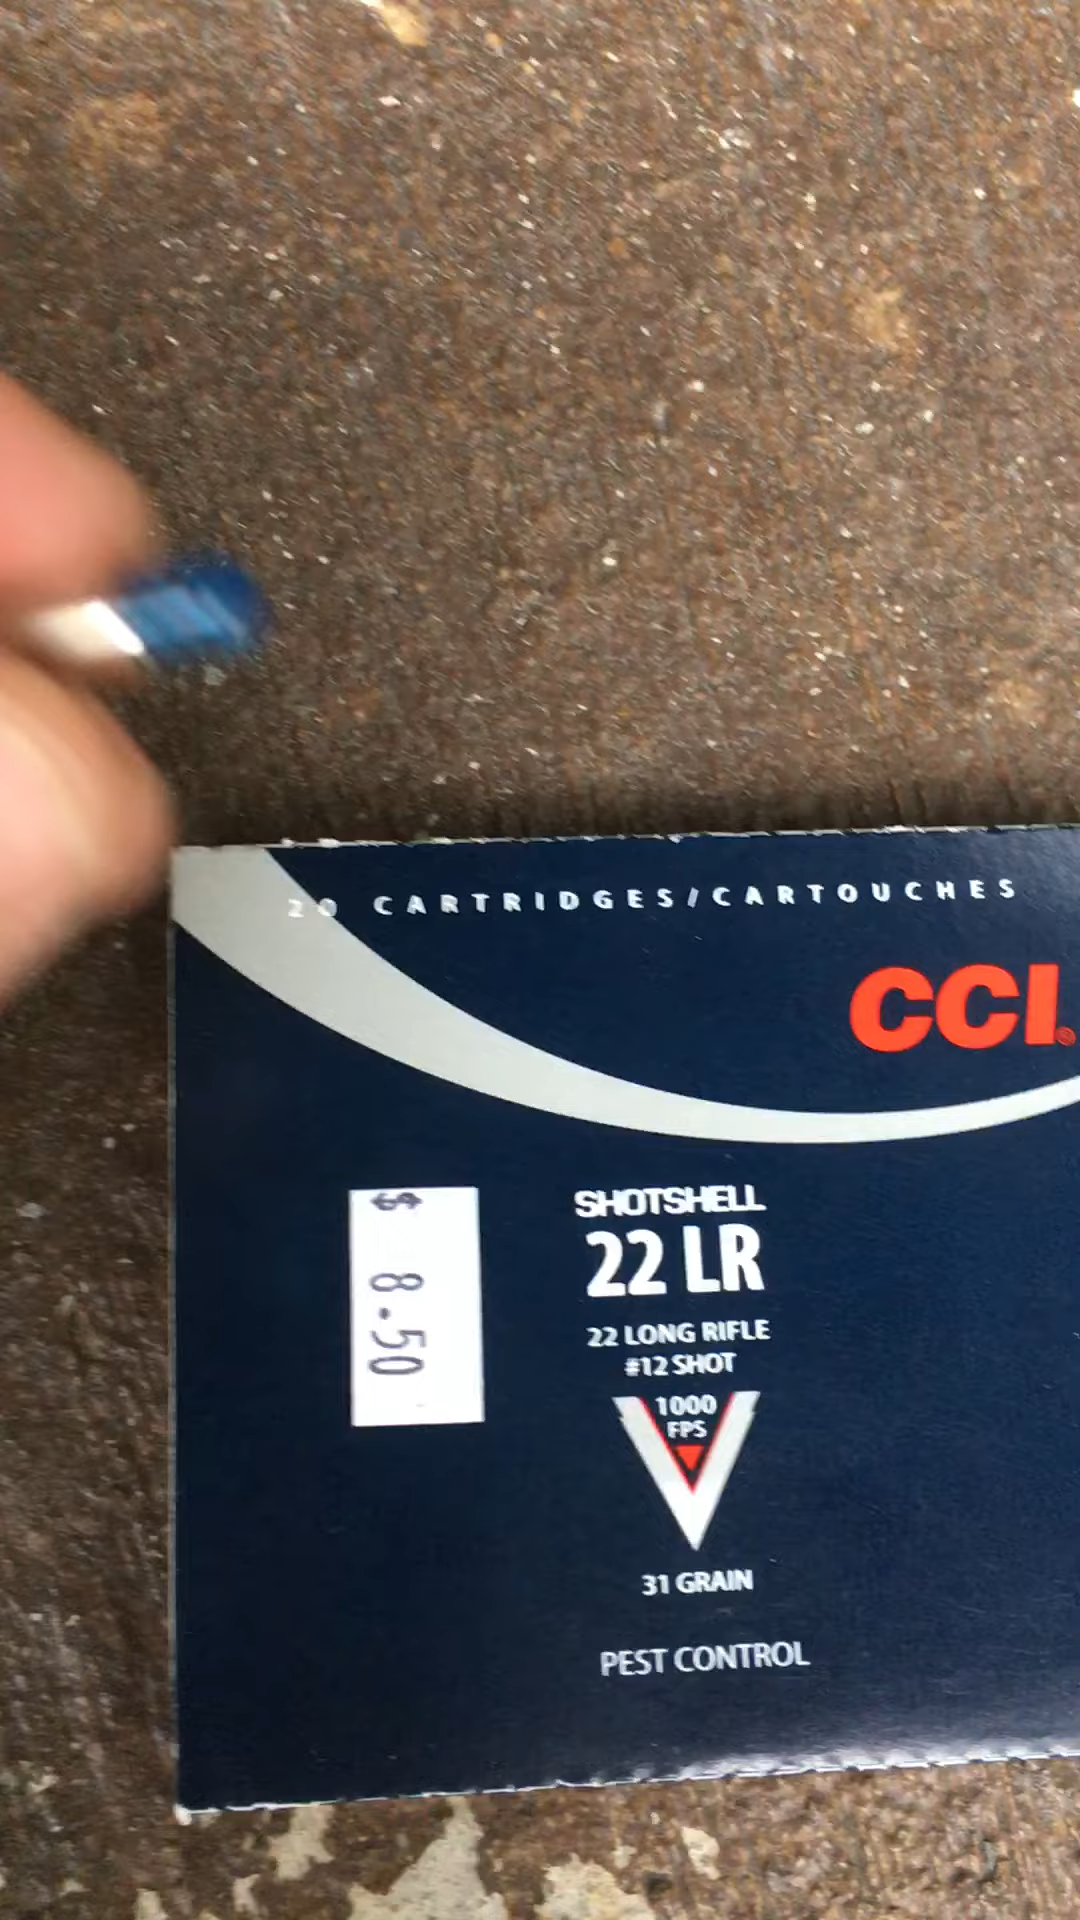 20 CARTRIDGES/CARTOUCHES
CCI®
$ 8.50
SHOTSHELL
22 LR
22 LONG RIFLE
#12 SHOT
1000
FPS
31 GRAIN
PEST CONTROL